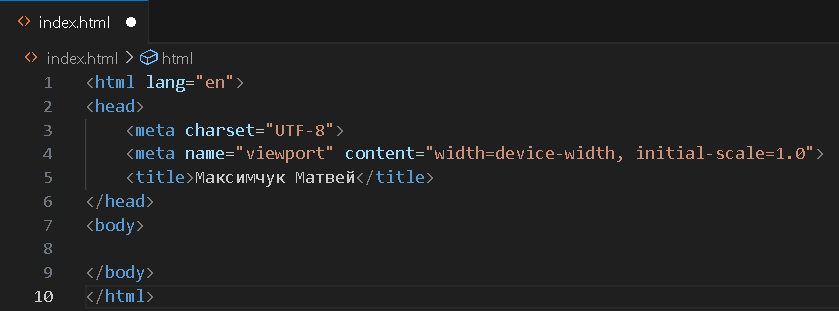 index.html
index.html > html
1 <html lang="en">
2 <head>
3 <meta charset="UTF-8">
4 <meta name="viewport" content="width=device-width, initial-scale=1.0">
5 <title>Максимчук Матвей</title>
6 </head>
7 <body>
8
9 </body>
10 </html>